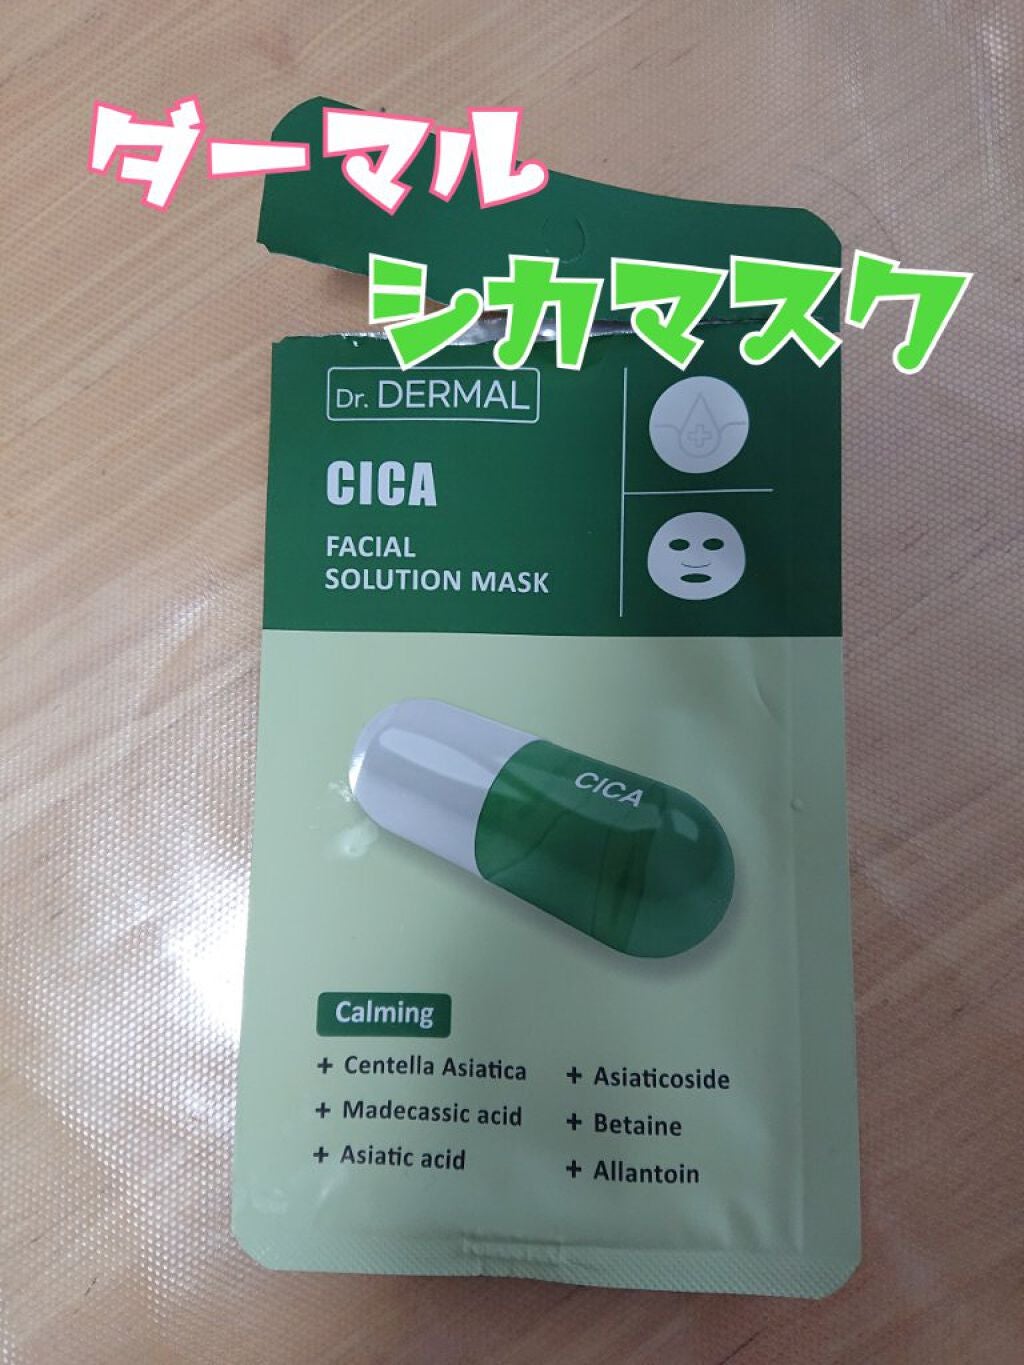 ダーマル
シカマスク
Dr. DERMAL
CICA
FACIAL
SOLUTION MASK
CICA
Calming
+ Centella Asiatica
+ Madecassic acid
+ Asiatic acid
+ Asiaticoside
+ Betaine
+ Allantoin